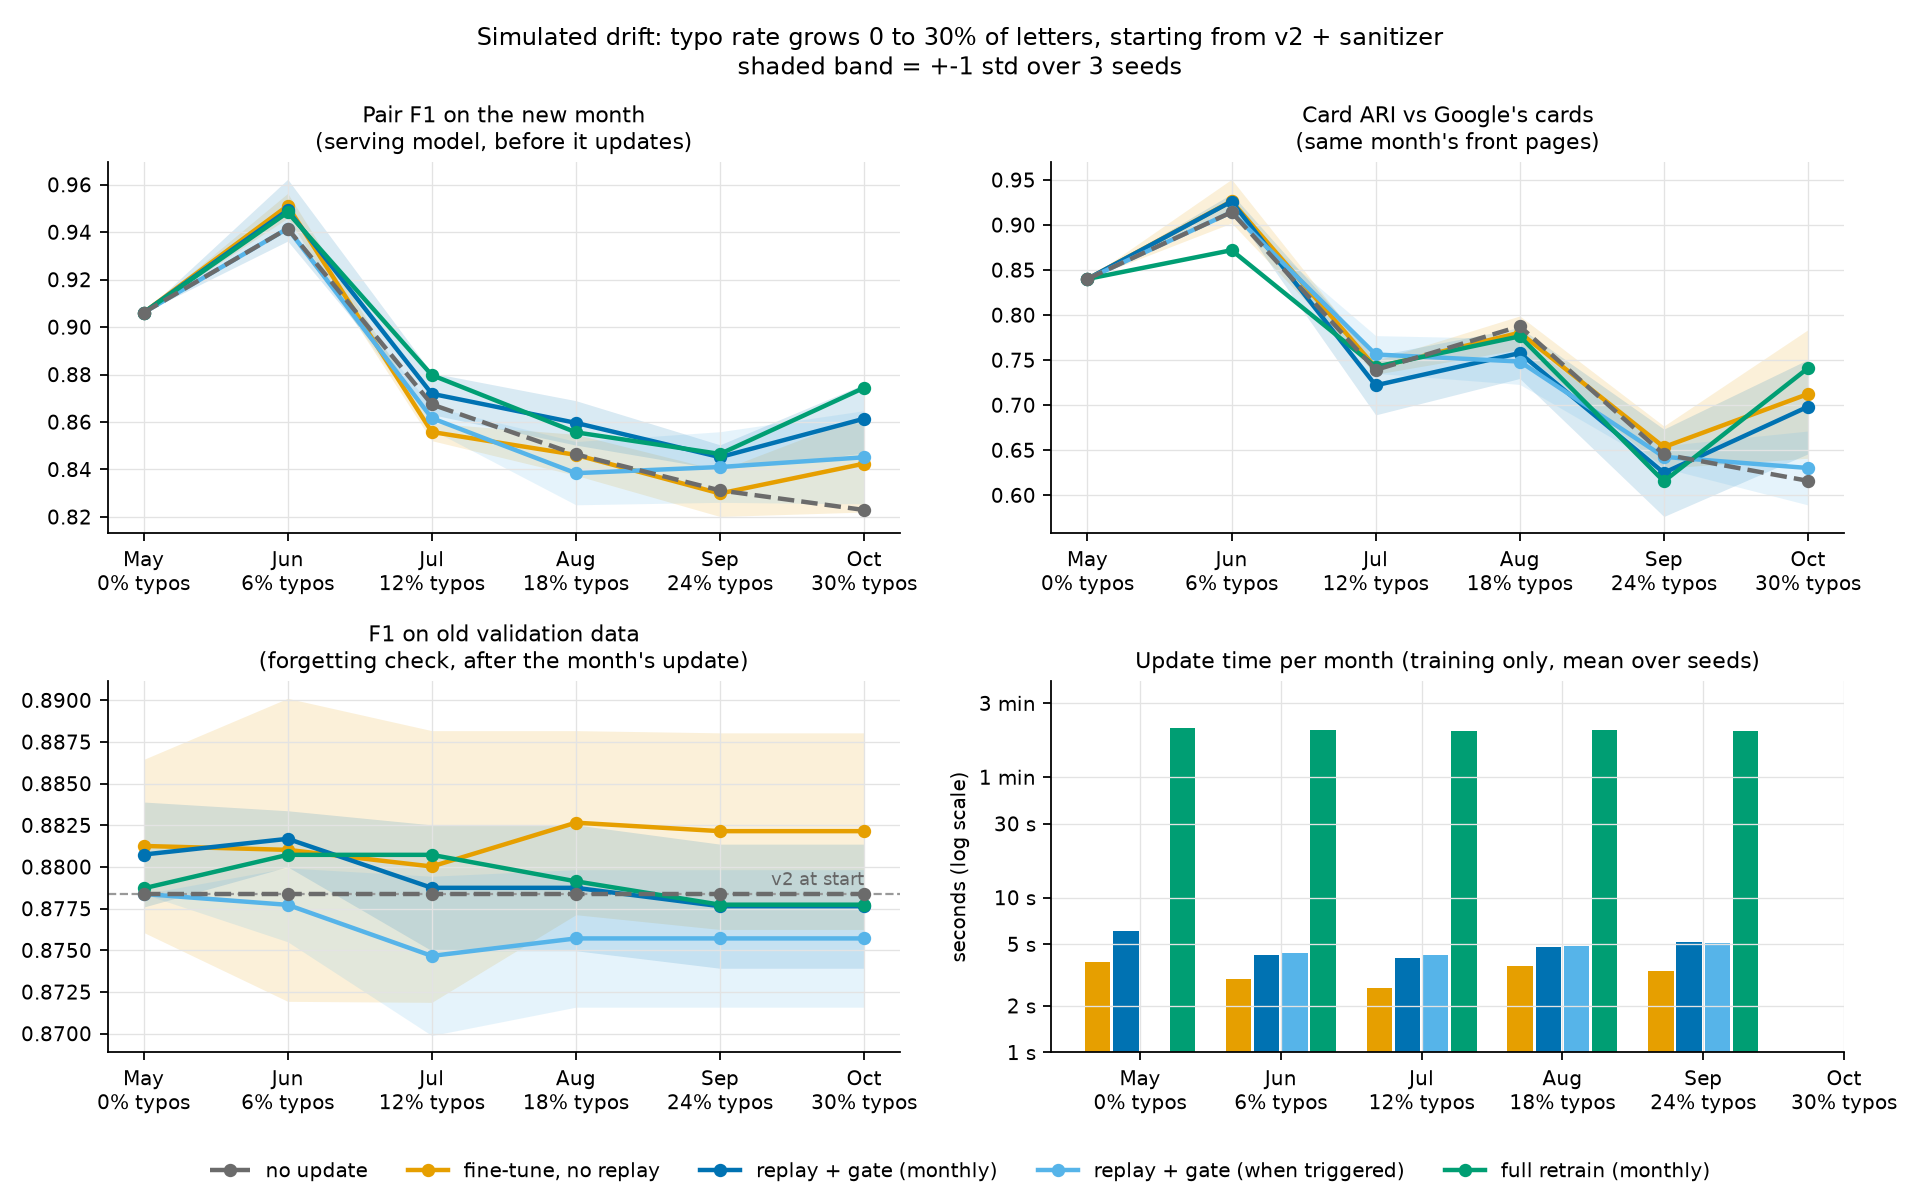 Simulated drift: typo rate grows 0 to 30% of letters, starting from v2 + sanitizer
shaded band = +-1 std over 3 seeds
Pair F1 on the new month
(serving model, before it updates)
0.96
0.94
0.92
0.90
0.88
0.86
0.84
0.82
May
0% typos
Jun
6% typos
Jul
12% typos
Aug
18% typos
Sep
24% typos
Oct
30% typos
Card ARI vs Google's cards
(same month's front pages)
0.95
0.90
0.85
0.80
0.75
0.70
0.65
0.60
May
0% typos
Jun
6% typos
Jul
12% typos
Aug
18% typos
Sep
24% typos
Oct
30% typos
F1 on old validation data
(forgetting check, after the month's update)
0.8900
0.8875
0.8850
0.8825
0.8800
0.8775
0.8750
0.8725
0.8700
v2 at start
May
0% typos
Jun
6% typos
Jul
12% typos
Aug
18% typos
Sep
24% typos
Oct
30% typos
Update time per month (training only, mean over seeds)
seconds (log scale)
3 min
1 min
30 s
10 s
5 s
2 s
1 s
May
0% typos
Jun
6% typos
Jul
12% typos
Aug
18% typos
Sep
24% typos
Oct
30% typos
no update
fine-tune, no replay
replay + gate (monthly)
replay + gate (when triggered)
full retrain (monthly)